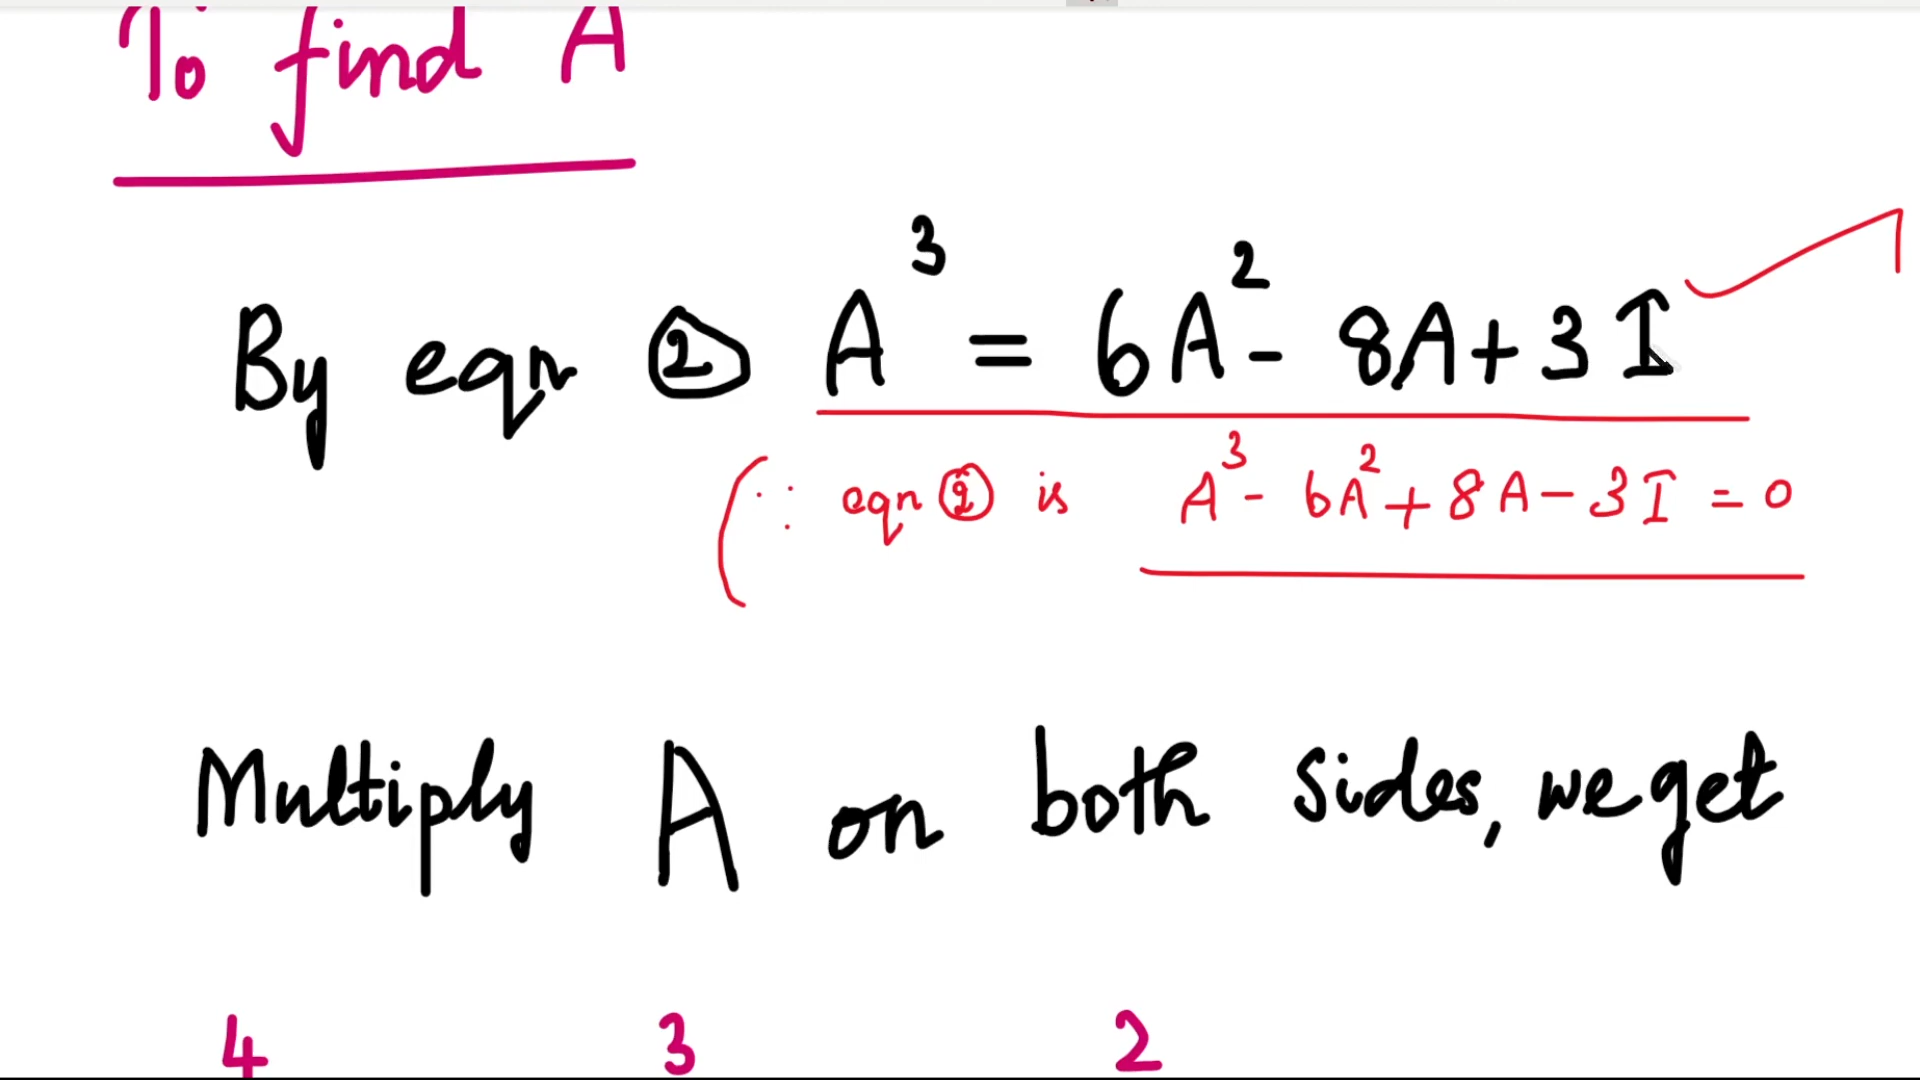 To find A
By eqn ② A³ = 6A² - 8A + 3I
(∵ eqn ② is A³ - 6A² + 8A - 3I = 0
Multiply A on both sides, we get
4 3 2